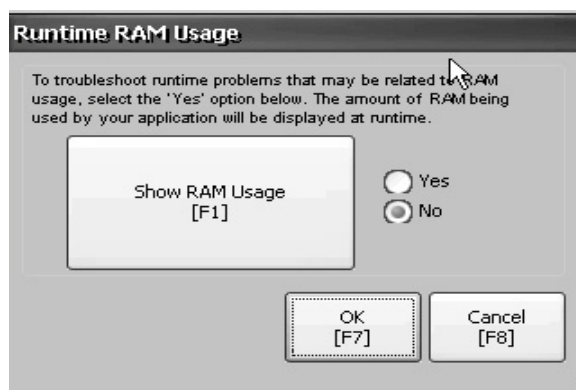 Runtime RAM Usage
To troubleshoot runtime problems that may be related to RAM
usage, select the 'Yes' option below. The amount of RAM being
used by your application will be displayed at runtime.
Show RAM Usage
[F1]
Yes
No
OK
[F7]
Cancel
[F8]